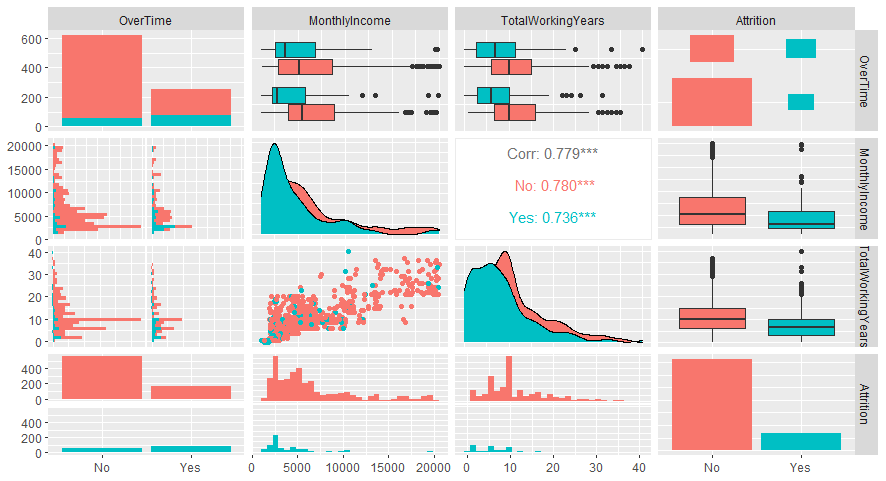 OverTime MonthlyIncome TotalWorkingYears Attrition
600
400
200
0
OverTime
20000
15000
10000
5000
0
Corr: 0.779***
No: 0.780***
Yes: 0.736***
MonthlyIncome
40
30
20
10
0
TotalWorkingYears
400
200
0
400
200
0
Attrition
No Yes 0 5000 10000 15000 20000 0 10 20 30 40 No Yes